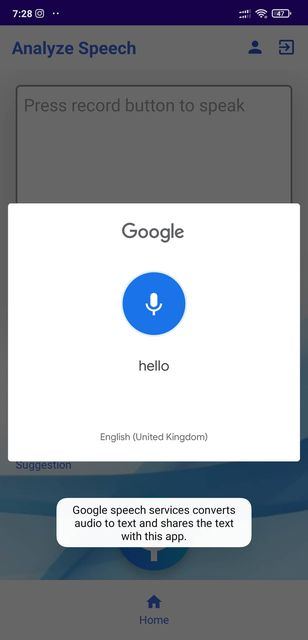 7:28
47
Analyze Speech
Press record button to speak
Google
hello
English (United Kingdom)
Suggestion
Google speech services converts
audio to text and shares the text
with this app.
Home